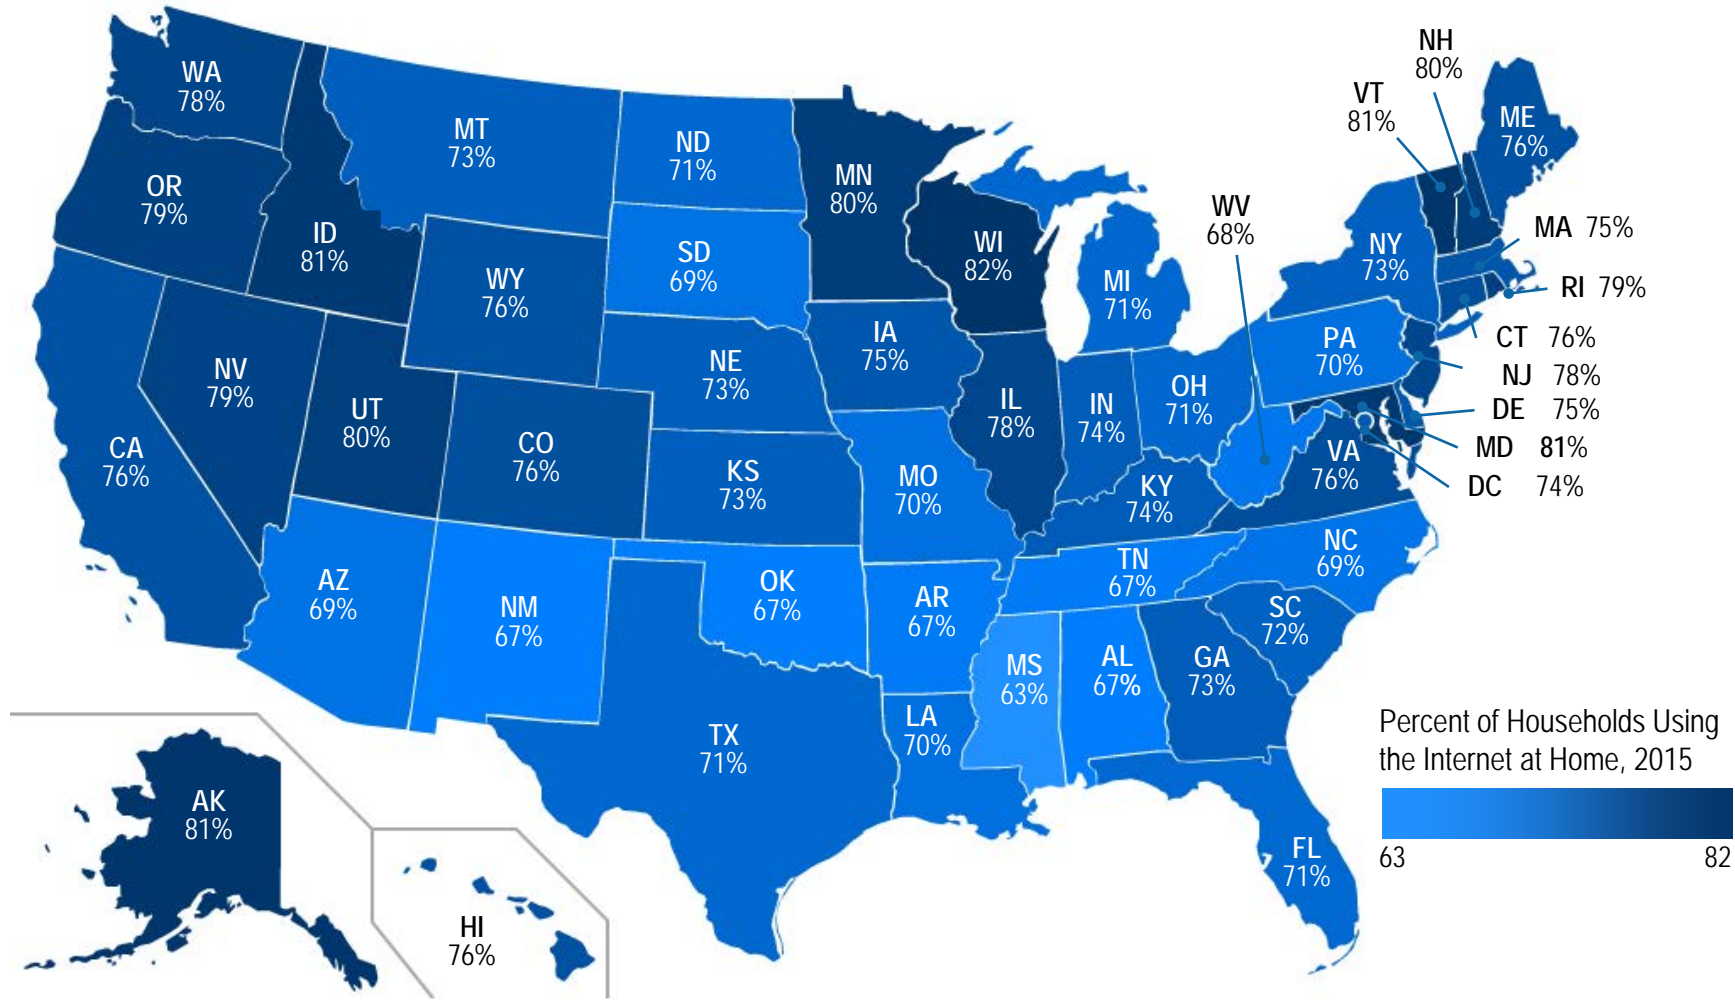 NH
80%
VT
81%
WA
78%
ME
76%
MT
73%
ND
71%
MN
80%
OR
79%
WV
68%
ID
81%
WI
82%
NY
73%
MA 75%
SD
69%
WY
76%
MI
71%
RI 79%
IA
75%
CT 76%
PA
70%
NE
73%
NJ 78%
NV
79%
UT
80%
OH
71%
IL
78%
IN
74%
DE 75%
CA
76%
CO
76%
MD 81%
VA
76%
KS
73%
MO
70%
KY
74%
DC 74%
NC
69%
TN
67%
AZ
69%
OK
67%
NM
67%
AR
67%
SC
72%
MS
63%
AL
67%
GA
73%
LA
70%
TX
71%
Percent of Households Using
the Internet at Home, 2015
63 82
AK
81%
FL
71%
HI
76%